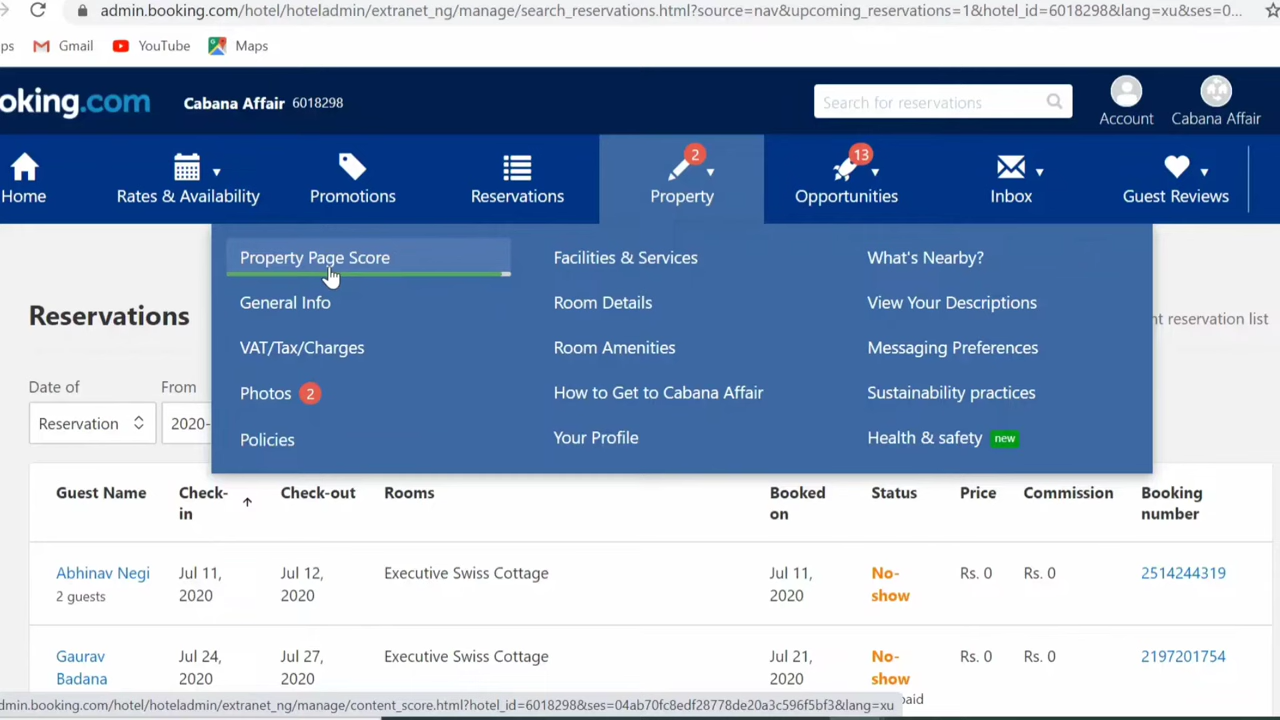 admin.booking.com/hotel/hoteladmin/extranet_ng/manage/search_reservations.html?source=nav&upcoming_reservations=1&hotel_id=6018298&lang=xu&ses=0...
ps Gmail YouTube Maps
oking.com Cabana Affair 6018298 Search for reservations Account Cabana Affair
Home Rates & Availability Promotions Reservations 2 Property 13 Opportunities Inbox Guest Reviews
Property Page Score Facilities & Services What's Nearby?
General Info Room Details View Your Descriptions
VAT/Tax/Charges Room Amenities Messaging Preferences
Photos 2 How to Get to Cabana Affair Sustainability practices
Policies Your Profile Health & safety new
Reservations nt reservation list
Date of From
Reservation 2020-
Guest Name Check-in Check-out Rooms Booked on Status Price Commission Booking number
Abhinav Negi Jul 11, 2020 Jul 12, 2020 Executive Swiss Cottage Jul 11, 2020 No-show Rs. 0 Rs. 0 2514244319
2 guests
Gaurav Badana Jul 24, 2020 Jul 27, 2020 Executive Swiss Cottage Jul 21, 2020 No-show Rs. 0 Rs. 0 2197201754
paid
dmin.booking.com/hotel/hoteladmin/extranet_ng/manage/content_score.html?hotel_id=6018298&ses=04ab70fc8edf28778de20a3c596f5bf3&lang=xu